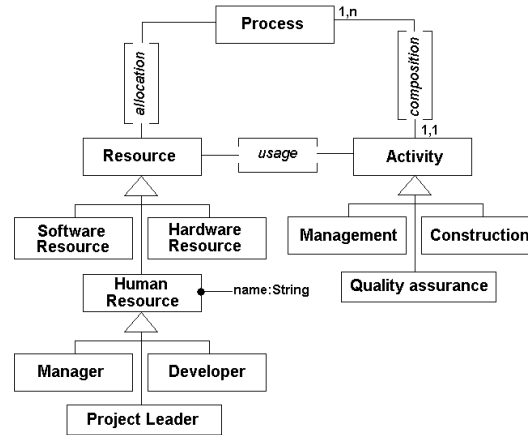 Process
1,n
allocation
composition
1,1
Resource
usage
Activity
Software
Resource
Hardware
Resource
Management
Construction
Human
Resource
name:String
Quality assurance
Manager
Developer
Project Leader